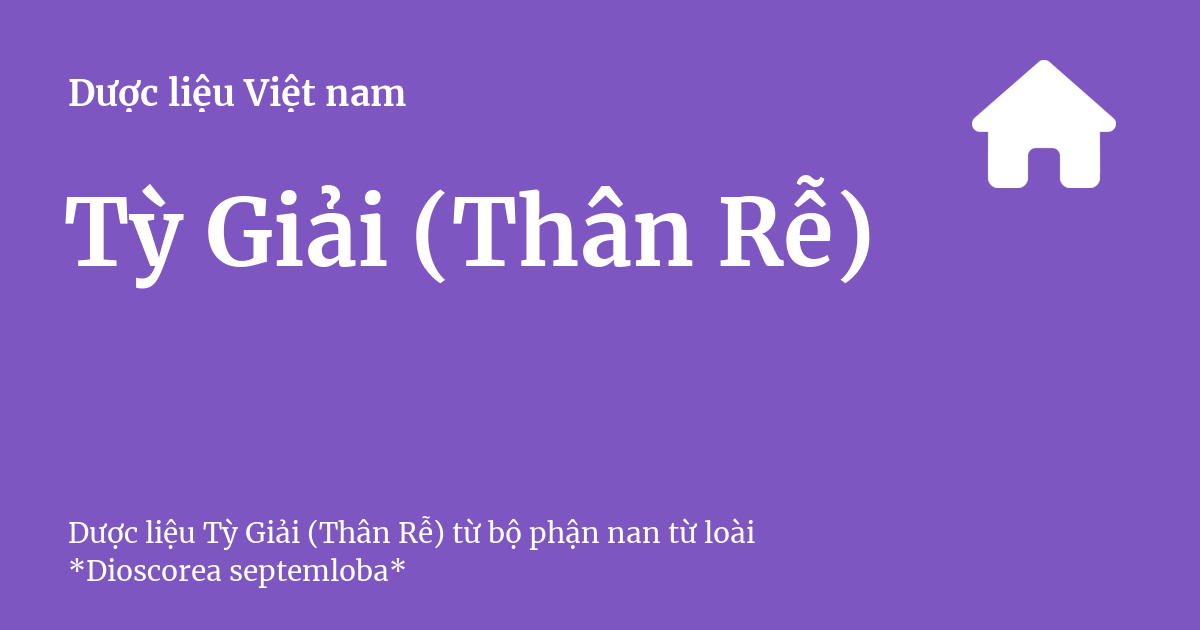 Dược liệu Việt nam
Tỳ Giải (Thân Rễ)
Dược liệu Tỳ Giải (Thân Rễ) từ bộ phận nan từ loài
*Dioscorea septemloba*